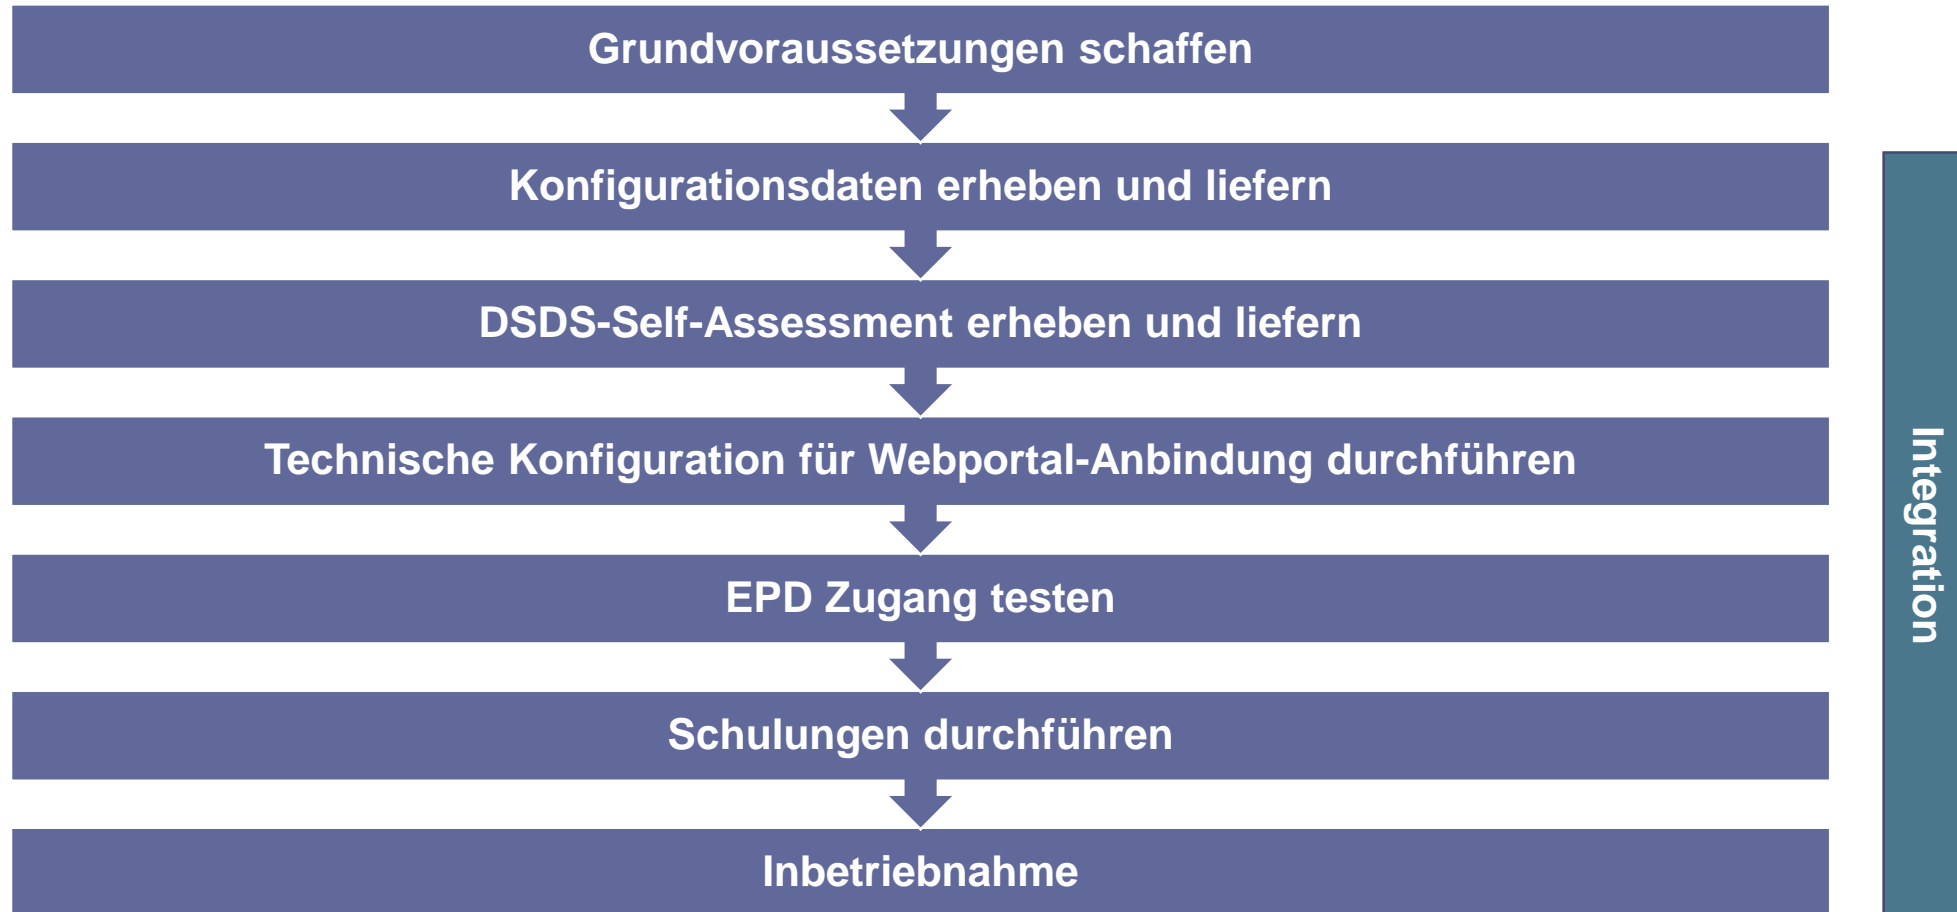 Grundvoraussetzungen schaffen
Konfigurationsdaten erheben und liefern
DSDS-Self-Assessment erheben und liefern
Technische Konfiguration für Webportal-Anbindung durchführen
EPD Zugang testen
Schulungen durchführen
Inbetriebnahme
Integration